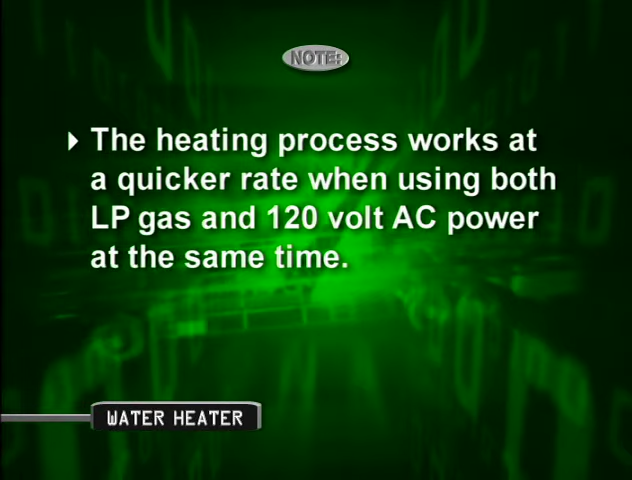 NOTE:
The heating process works at
a quicker rate when using both
LP gas and 120 volt AC power
at the same time.
WATER HEATER